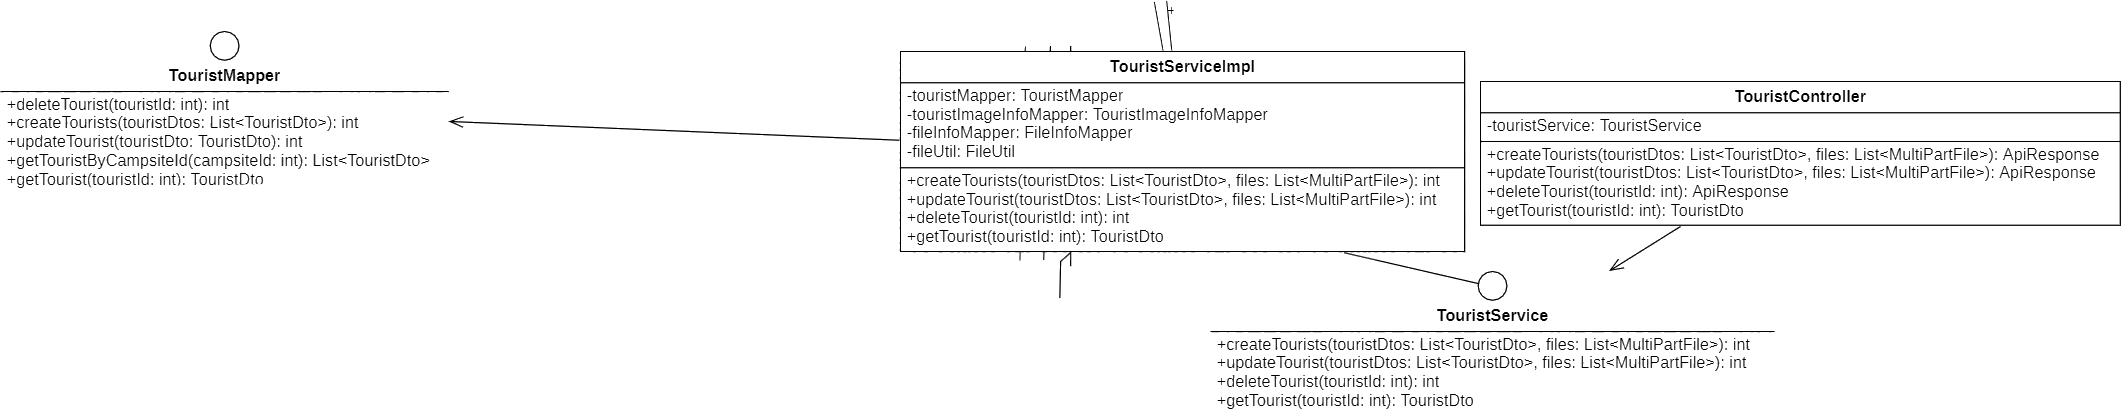 TouristMapper
+deleteTourist(touristId: int): int
+createTourists(touristDtos: List<TouristDto>): int
+updateTourist(touristDto: TouristDto): int
+getTouristByCampsiteId(campsiteId: int): List<TouristDto>
+getTourist(touristId: int): TouristDto
+
TouristServiceImpl
-touristMapper: TouristMapper
-touristImageInfoMapper: TouristImageInfoMapper
-fileInfoMapper: FileInfoMapper
-fileUtil: FileUtil
+createTourists(touristDtos: List<TouristDto>, files: List<MultiPartFile>): int
+updateTourist(touristDtos: List<TouristDto>, files: List<MultiPartFile>): int
+deleteTourist(touristId: int): int
+getTourist(touristId: int): TouristDto
TouristController
-touristService: TouristService
+createTourists(touristDtos: List<TouristDto>, files: List<MultiPartFile>): ApiResponse
+updateTourist(touristDtos: List<TouristDto>, files: List<MultiPartFile>): ApiResponse
+deleteTourist(touristId: int): ApiResponse
+getTourist(touristId: int): TouristDto
TouristService
+createTourists(touristDtos: List<TouristDto>, files: List<MultiPartFile>): int
+updateTourist(touristDtos: List<TouristDto>, files: List<MultiPartFile>): int
+deleteTourist(touristId: int): int
+getTourist(touristId: int): TouristDto